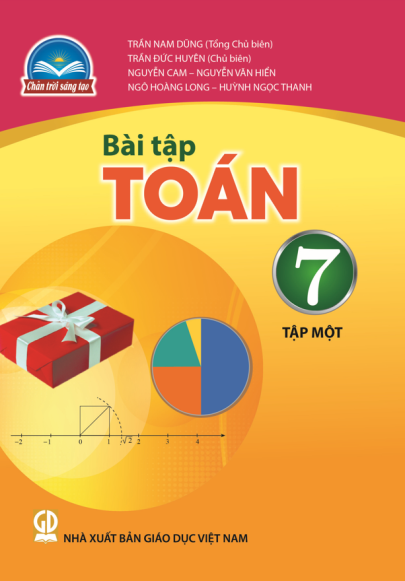 TRẦN NAM DŨNG (Tổng Chủ biên)
TRẦN ĐỨC HUYÊN (Chủ biên)
NGUYỄN CAM – NGUYỄN VĂN HIỂN
NGÔ HOÀNG LONG – HUỲNH NGỌC THANH
Chân trời sáng tạo
Bài tập
TOÁN
7
TẬP MỘT
–2 –1 0 1 √2 2 3 4
GD
NHÀ XUẤT BẢN GIÁO DỤC VIỆT NAM